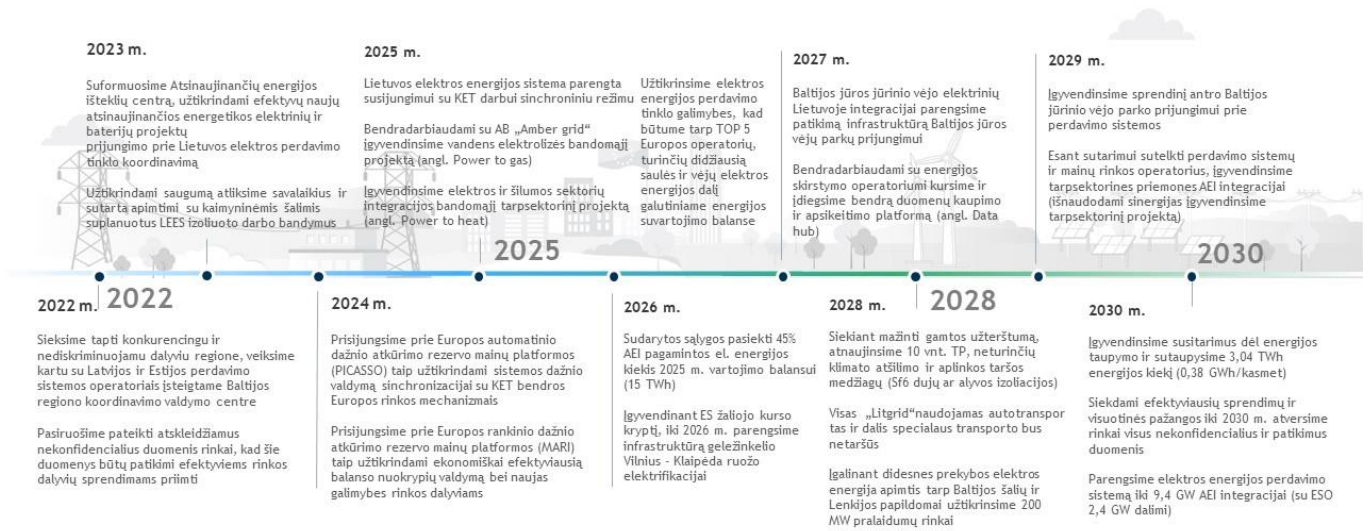 2023 m.
Suformuosime Atsinaujinančių energijos
išteklių centrą, užtikrindami efektyvų naujų
atsinaujinančios energetikos elektrinių ir
baterijų projektų
prijungimo prie Lietuvos elektros perdavimo
tinklo koordinavimą
Užtikrindami saugumą atliksime savalaikius ir
sutartą apimtimi su kaimyninėmis šalimis
suplanuotus LEES izoliuoto darbo bandymus
2025 m.
Lietuvos elektros energijos sistema parengta
susijungimui su KET darbui sinchroniniu režimu
Bendradarbiaudami su AB „Amber grid“
įgyvendinsime vandens elektrolizės bandomąjį
projektą (angl. Power to gas)
Įgyvendinsime elektros ir šilumos sektorių
integracijos bandomąjį tarpsektorinį projektą
(angl. Power to heat)
Užtikrinsime elektros
energijos perdavimo
tinklo galimybes, kad
būtume tarp TOP 5
Europos operatorių,
turinčių didžiausią
saulės ir vėjų elektros
energijos dalį
galutiniame energijos
suvartojimo balanse
2027 m.
Baltijos jūros jūrinio vėjo elektrinių
Lietuvoje integracijai parengsime
patikimą infrastruktūrą Baltijos jūros
vėjų parkų prijungimui
Bendradarbiaudami su energijos
skirstymo operatoriumi kursime ir
įdiegsime bendrą duomenų kaupimo
ir apsikeitimo platformą (angl. Data
hub)
2029 m.
Įgyvendinsime sprendinį antro Baltijos
jūrinio vėjo parko prijungimui prie
perdavimo sistemos
Esant sutarimui sutelkti perdavimo sistemų
ir mainų rinkos operatorius, įgyvendinsime
tarpsektorines priemones AEI integracijai
(išnaudodami sinergijas įgyvendinsime
tarpsektorinį projektą)
2025
2030
2022
2028
2022 m.
Sieksime tapti konkurencingu ir
nediskriminuojamu dalyviu regione, veiksime
kartu su Latvijos ir Estijos perdavimo
sistemos operatoriais įsteigtame Baltijos
regiono koordinavimo valdymo centre
Pasiruošime pateikti atskleidžiamus
nekonfidencialius duomenis rinkai, kad šie
duomenys būtų patikimi efektyviems rinkos
dalyvių sprendimams priimti
2024 m.
Prisijungsime prie Europos automatinio
dažnio atkūrimo rezervo mainų platformos
(PICASSO) taip užtikrindami sistemos dažnio
valdymą sinchronizacijai su KET bendros
Europos rinkos mechanizmais
Prisijungsime prie Europos rankinio dažnio
atkūrimo rezervo mainų platformos (MARI)
taip užtikrindami ekonomiškai efektyviausią
balanso nuokrypių valdymą bei naujas
galimybes rinkos dalyviams
2026 m.
Sudarytos sąlygos pasiekti 45%
AEI pagamintos el. energijos
kiekis 2025 m. vartojimo balansui
(15 TWh)
Įgyvendinant ES žaliojo kurso
kryptį, iki 2026 m. parengsime
infrastruktūrą geležinkelio
Vilnius - Klaipėda ruožo
elektrifikacijai
2028 m.
Siekiant mažinti gamtos užterštumą,
atnaujinsime 10 vnt. TP, neturinčių
klimato atšilimo ir aplinkos taršos
medžiagų (Sf6 dujų ar alyvos izoliacijos)
Visas „Litgrid“naudojamas autotranspor
tas ir dalis specialaus transporto bus
netaršūs
Įgalinant didesnes prekybos elektros
energija apimtis tarp Baltijos šalių ir
Lenkijos papildomai užtikrinsime 200
MW pralaidumų rinkai
2030 m.
Įgyvendinsime susitarimus dėl energijos
taupymo ir sutaupysime 3,04 TWh
energijos kiekį (0,38 GWh/kasmet)
Siekdami efektyviausių sprendimų ir
visuotinės pažangos iki 2030 m. atversime
rinkai visus nekonfidencialius ir patikimus
duomenis
Parengsime elektros energijos perdavimo
sistemą iki 9,4 GW AEI integracijai (su ESO
2,4 GW dalimi)